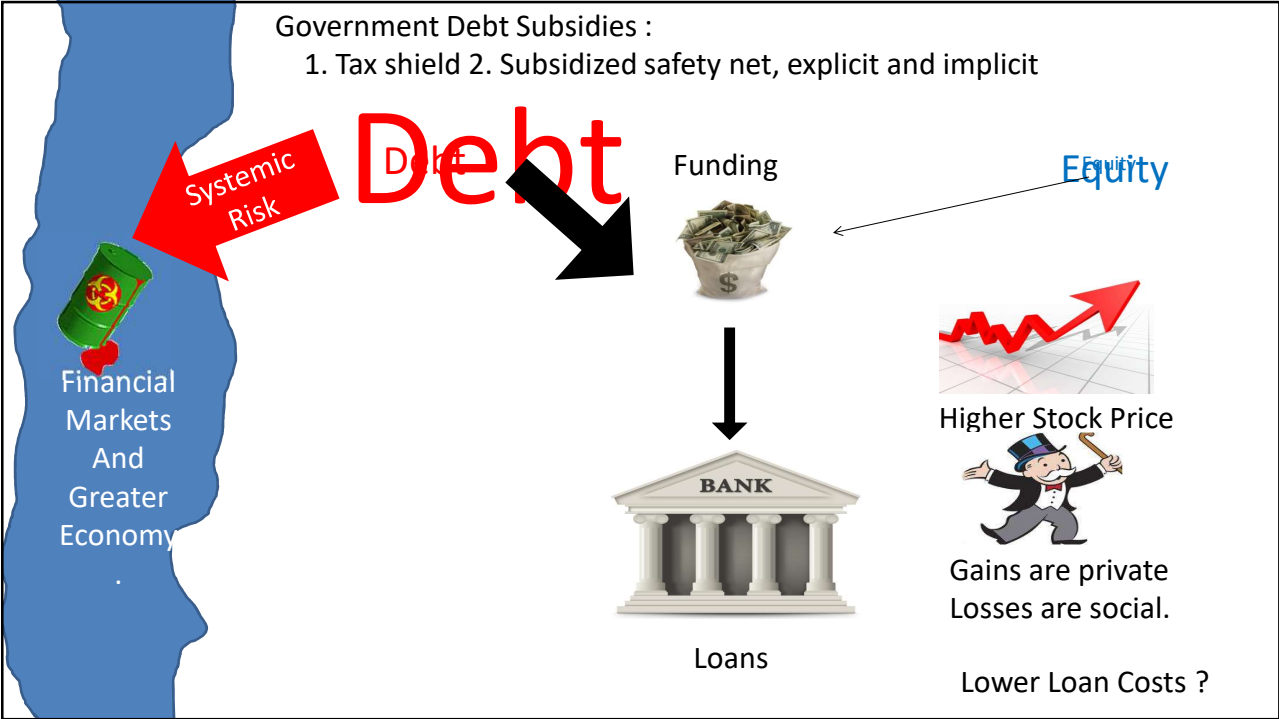 Government Debt Subsidies :
1. Tax shield 2. Subsidized safety net, explicit and implicit
Debt
Debt
Systemic
Risk
Funding
Equity
Equity
$
Financial
Markets
And
Greater
Economy
.
BANK
Loans
Higher Stock Price
Gains are private
Losses are social.
Lower Loan Costs ?